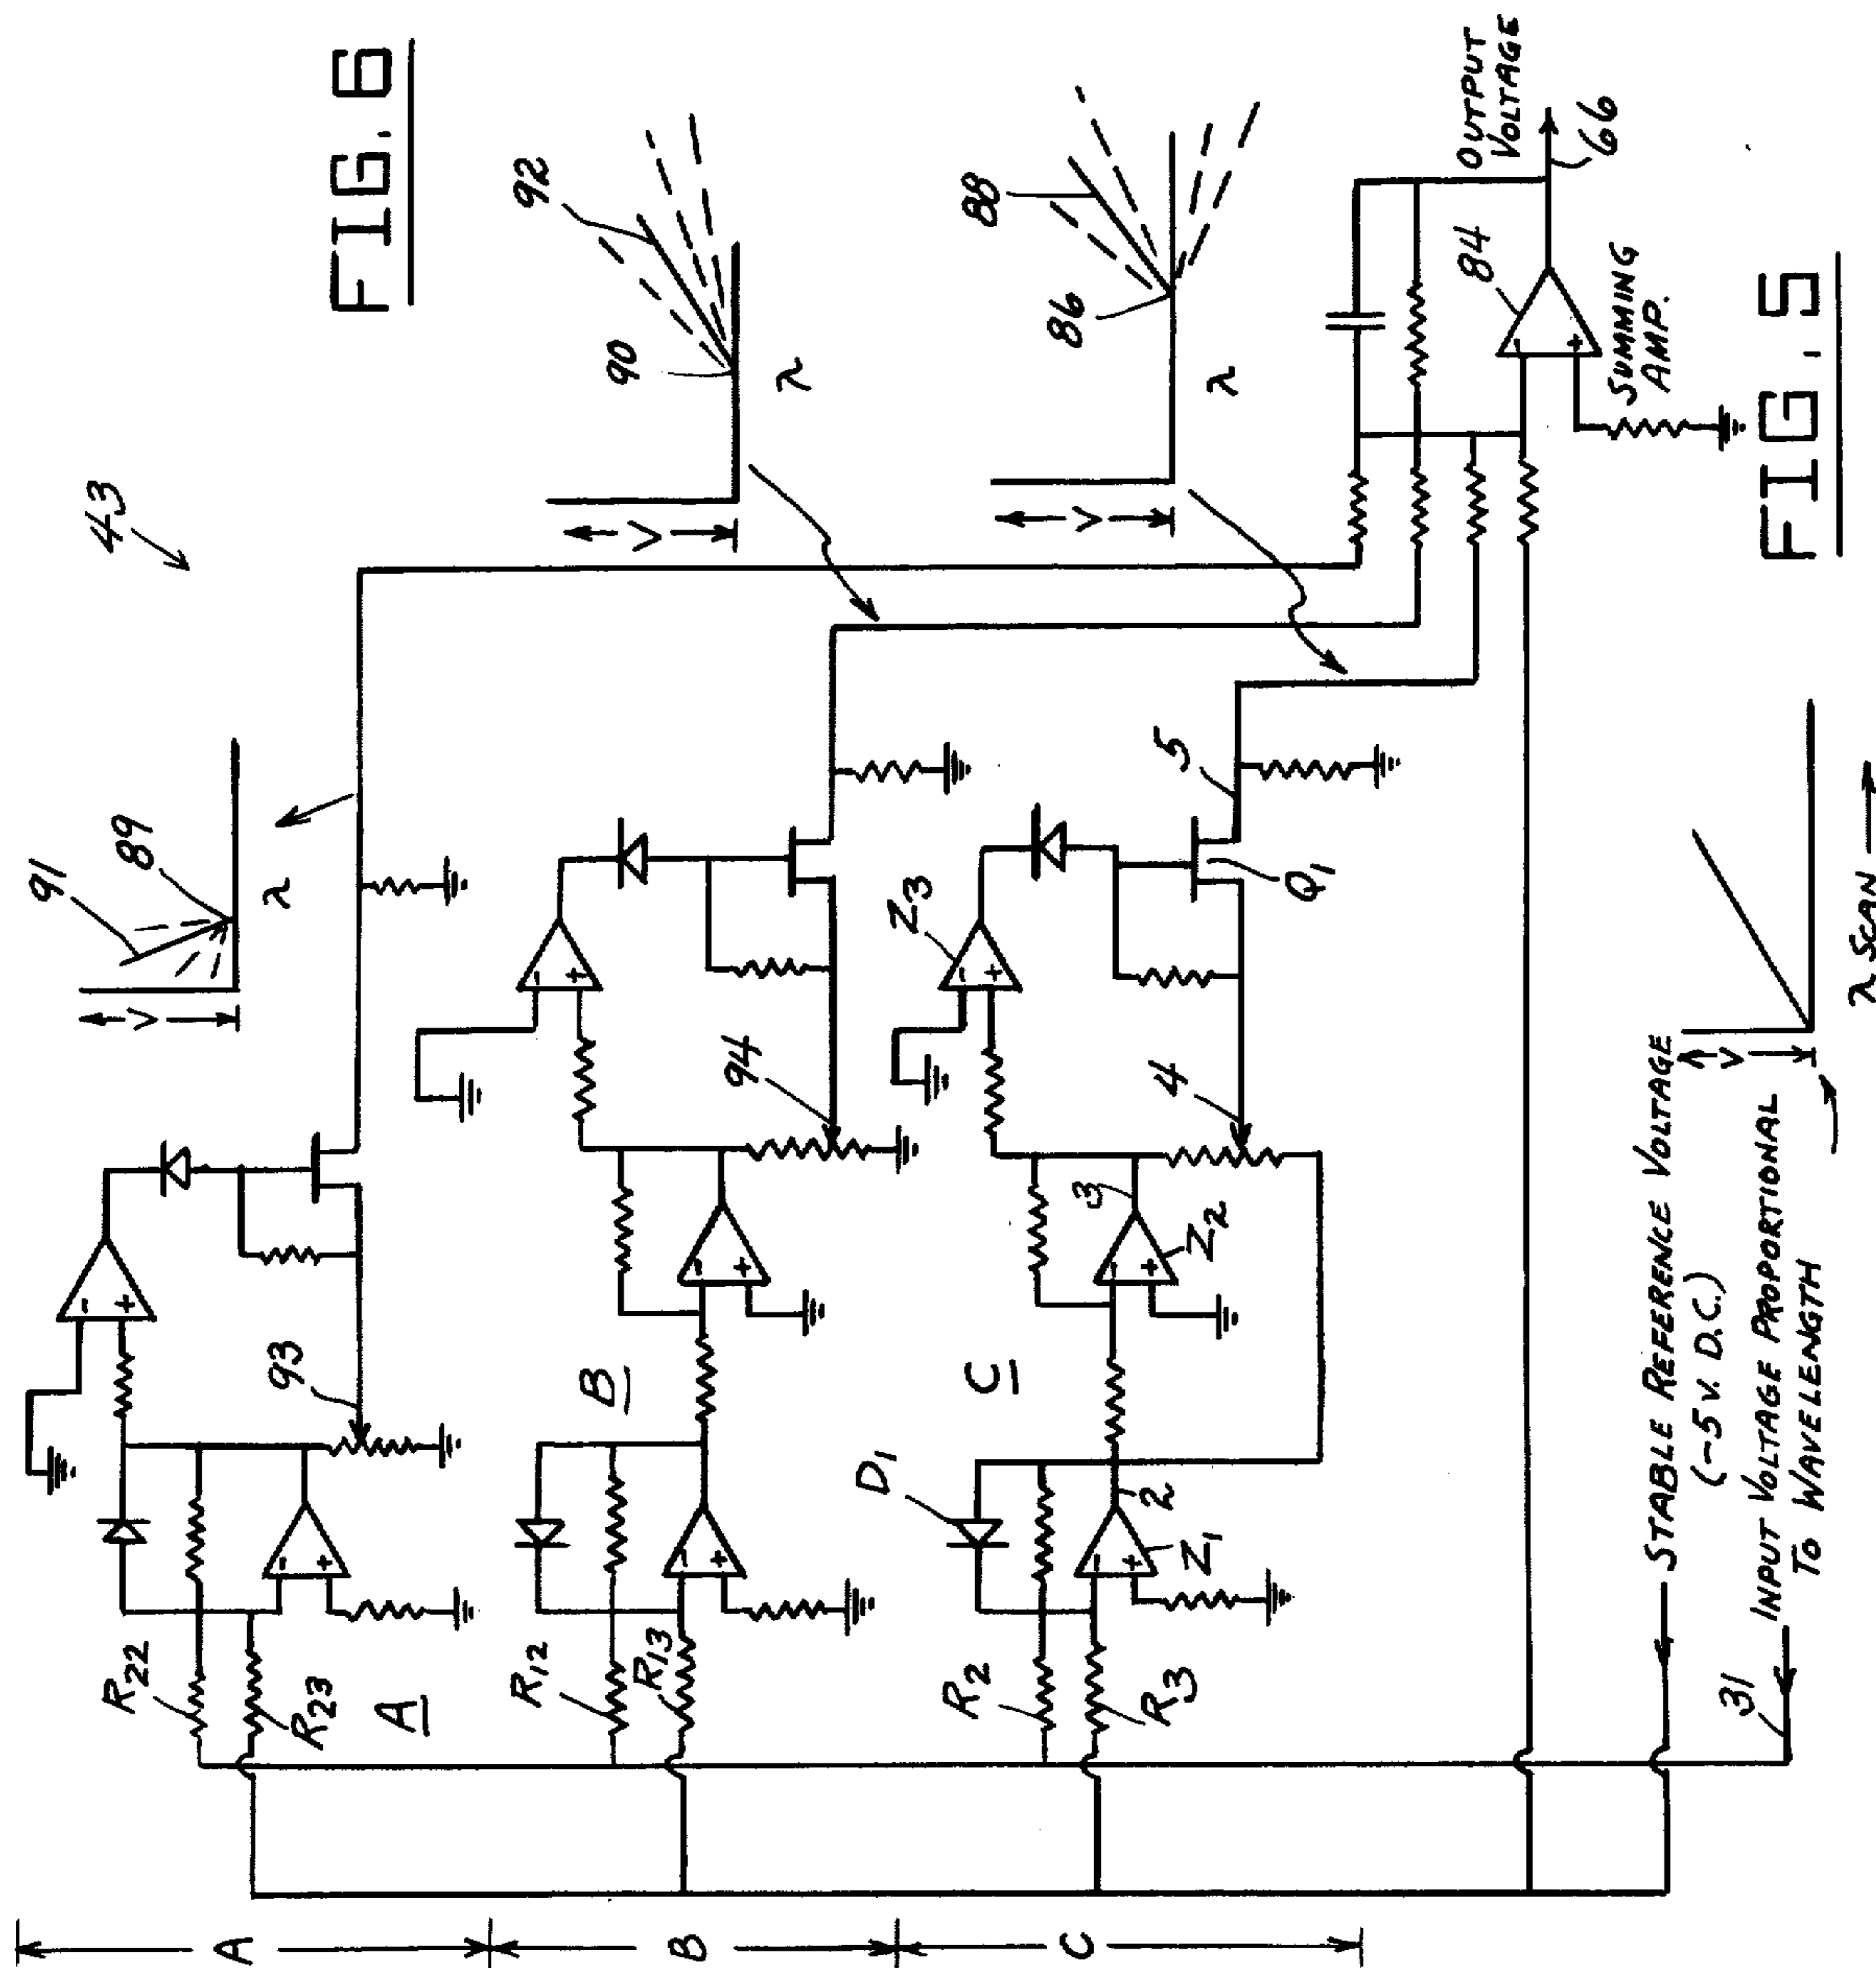 FIG. 6
43
91
89
V
λ
92
90
V
λ
88
86
V
λ
A
R22
R23
A
93
-
+
-
+
B
R12
R13
B
94
-
+
-
+
-
+
C
D1
R2
R3
C
Z1
2
Z2
3
Z3
4
5
Q1
-
+
-
+
-
+
84
-
+
SUMMING
AMP.
OUTPUT
VOLTAGE
66
STABLE REFERENCE VOLTAGE
(-5 V. D.C.)
31
INPUT VOLTAGE PROPORTIONAL
TO WAVELENGTH
V
λ SCAN
FIG. 5